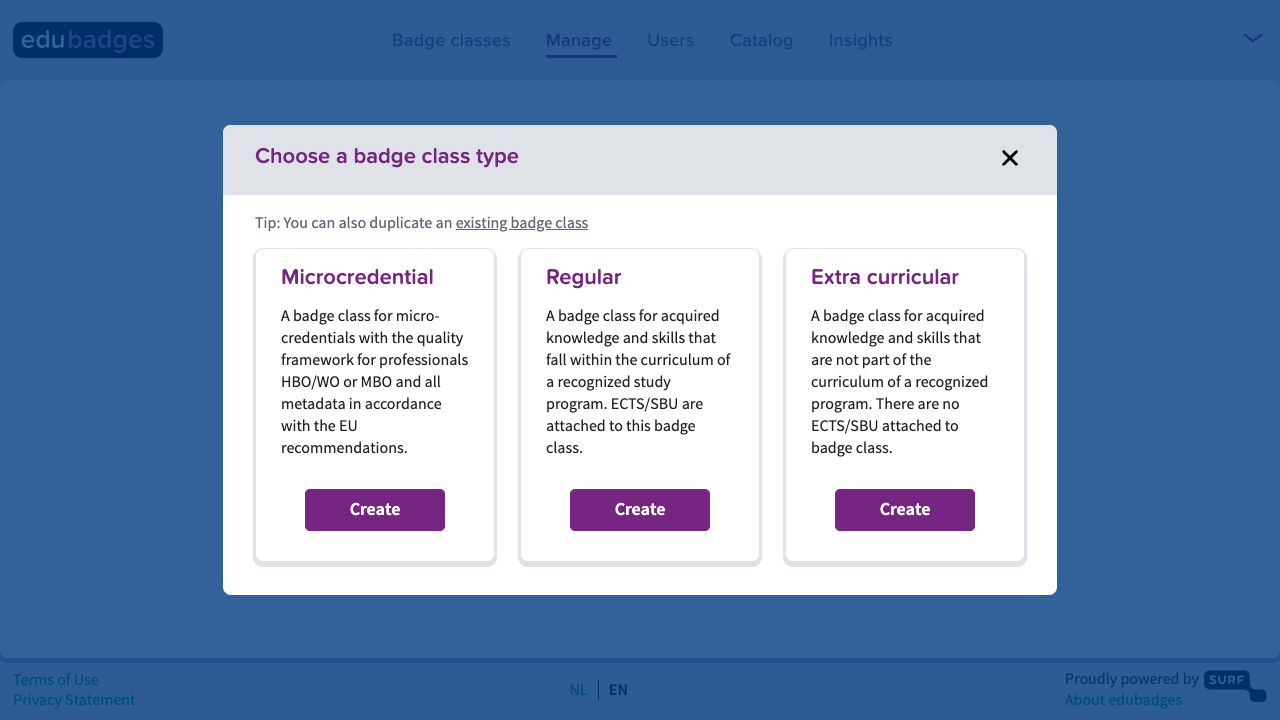 edubadges
Badge classes Manage Users Catalog Insights
Choose a badge class type
Tip: You can also duplicate an existing badge class
Microcredential
A badge class for micro-
credentials with the quality
framework for professionals
HBO/WO or MBO and all
metadata in accordance
with the EU
recommendations.
Create
Regular
A badge class for acquired
knowledge and skills that
fall within the curriculum of
a recognized study
program. ECTS/SBU are
attached to this badge
class.
Create
Extra curricular
A badge class for acquired
knowledge and skills that
are not part of the
curriculum of a recognized
program. There are no
ECTS/SBU attached to
badge class.
Create
Terms of Use
Privacy Statement
NL EN
Proudly powered by SURF
About edubadges